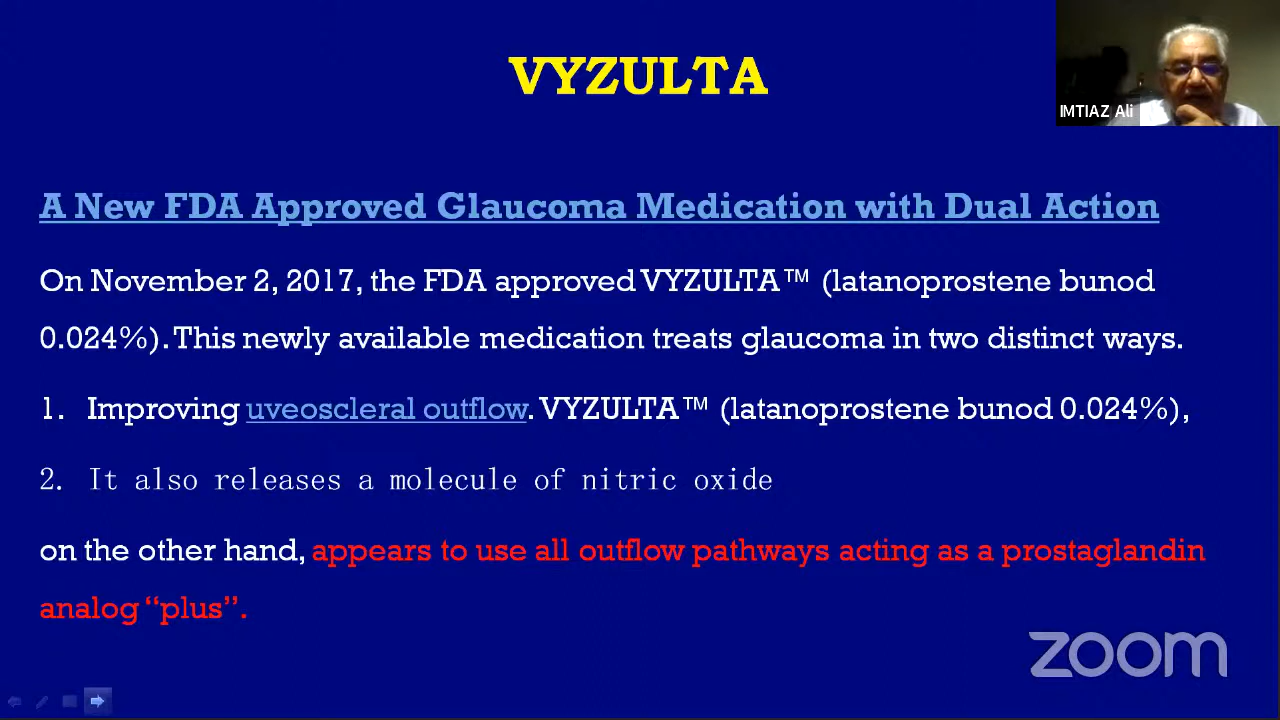 VYZULTA
IMTIAZ Ali
A New FDA Approved Glaucoma Medication with Dual Action
On November 2, 2017, the FDA approved VYZULTA™ (latanoprostene bunod
0.024%). This newly available medication treats glaucoma in two distinct ways.
1. Improving uveoscleral outflow. VYZULTA™ (latanoprostene bunod 0.024%),
2. It also releases a molecule of nitric oxide
on the other hand, appears to use all outflow pathways acting as a prostaglandin
analog “plus”.
zoom